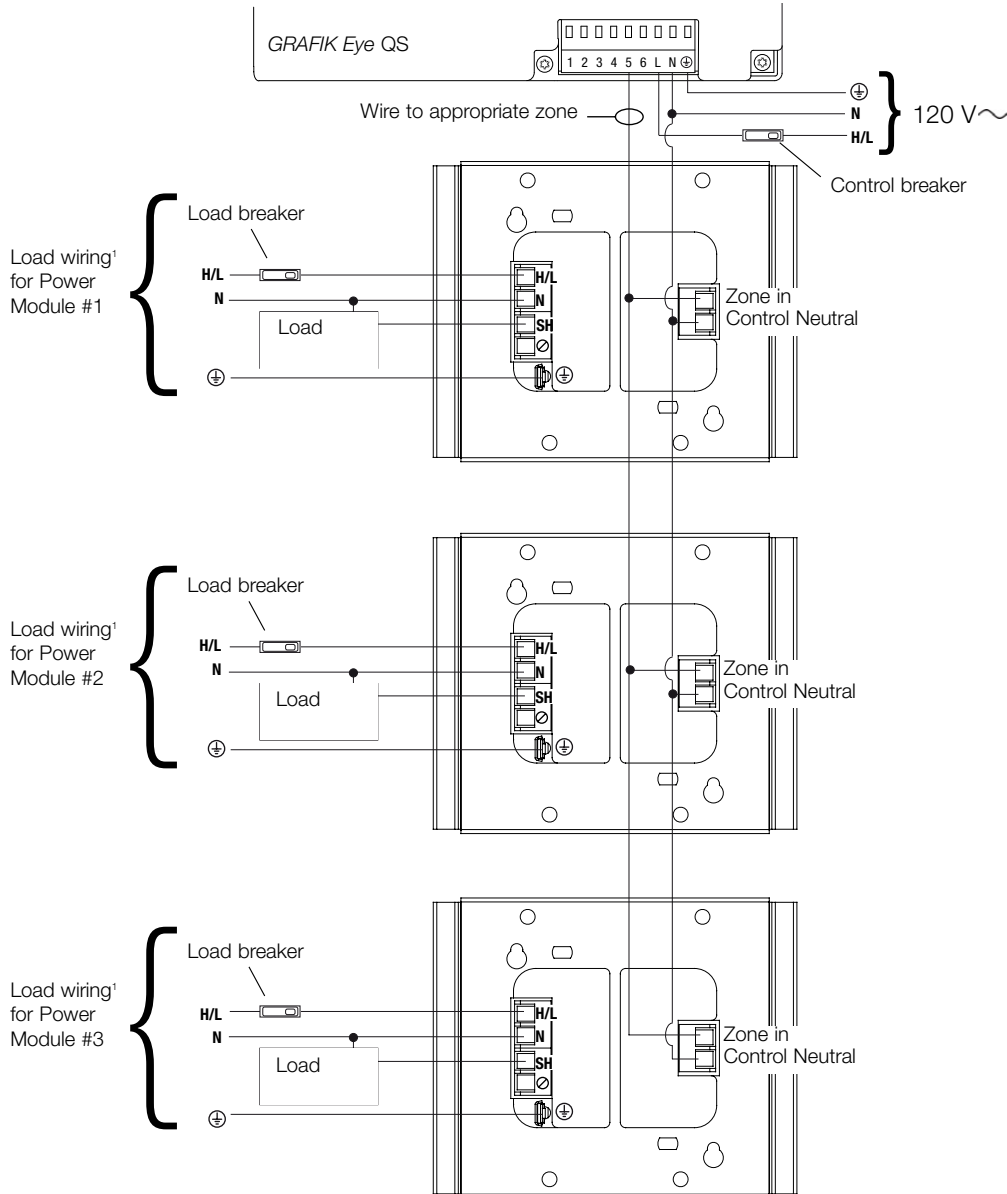 GRAFIK Eye QS
1 2 3 4 5 6 L N
Wire to appropriate zone
N
H/L
120 V~
Control breaker
Load wiring¹
for Power
Module #1
Load breaker
H/L
N
Load
H/L
N
SH
Zone in
Control Neutral
Load wiring¹
for Power
Module #2
Load breaker
H/L
N
Load
H/L
N
SH
Zone in
Control Neutral
Load wiring¹
for Power
Module #3
Load breaker
H/L
N
Load
H/L
N
SH
Zone in
Control Neutral